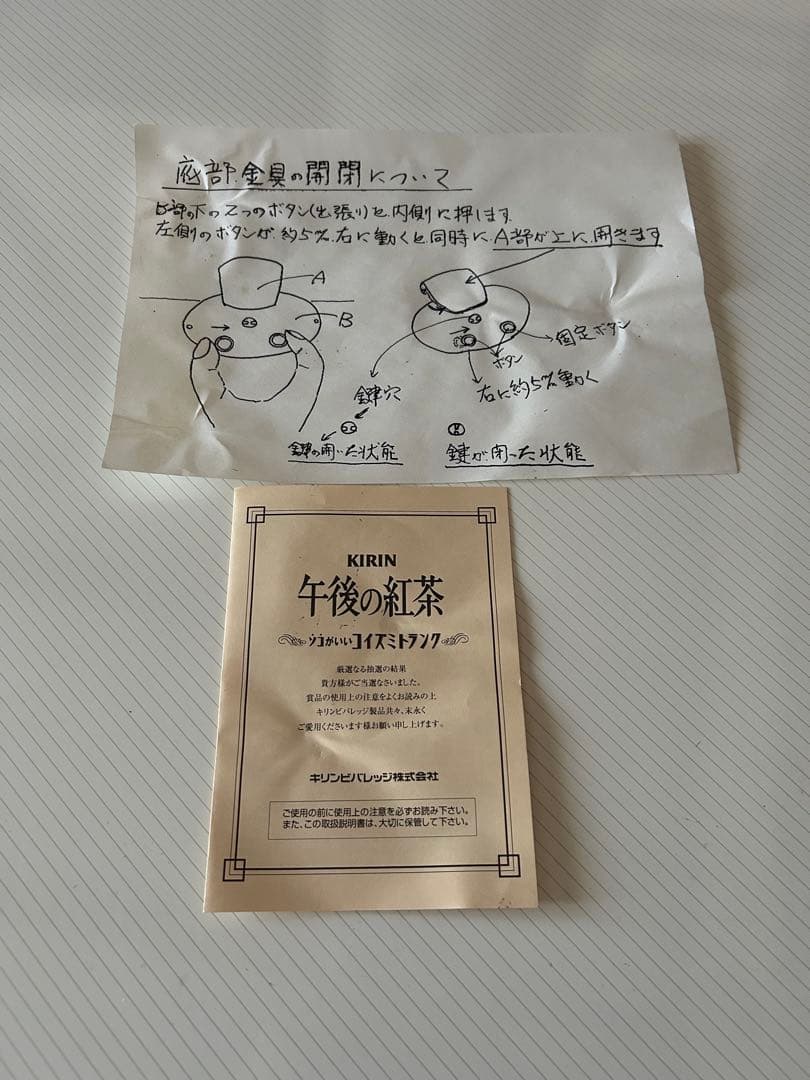 底部金具の開閉について
B部の下の2つのボタン(出張り)を内側に押します
左側のボタンが約5%右に動くと同時に、A部が上に開きます
A
B
固定ボタン
ボタン
右に約5%動く
鍵穴
鍵の開いた状態
鍵が閉った状態
KIRIN
午後の紅茶
ソコがいいコイズミトランク
厳選なる抽選の結果
貴方様がご当選なさいました。
賞品の使用上の注意をよくお読みの上
キリンビバレッジ製品共々、末永く
ご愛用くださいます様お願い申し上げます。
キリンビバレッジ株式会社
ご使用の前に使用上の注意を必ずお読み下さい。
また、この取扱説明書は、大切に保管して下さい。